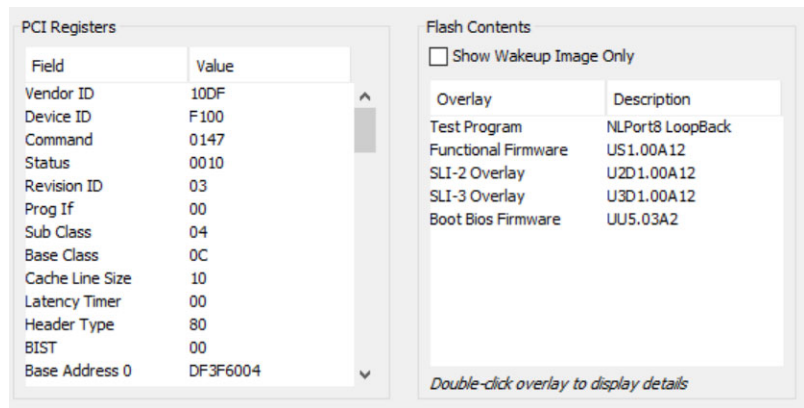 PCI Registers
Field Value
Vendor ID 10DF
Device ID F100
Command 0147
Status 0010
Revision ID 03
Prog If 00
Sub Class 04
Base Class 0C
Cache Line Size 10
Latency Timer 00
Header Type 80
BIST 00
Base Address 0 DF3F6004
Flash Contents
Show Wakeup Image Only
Overlay Description
Test Program NLPort8 LoopBack
Functional Firmware US1.00A12
SLI-2 Overlay U2D1.00A12
SLI-3 Overlay U3D1.00A12
Boot Bios Firmware UU5.03A2
Double-click overlay to display details